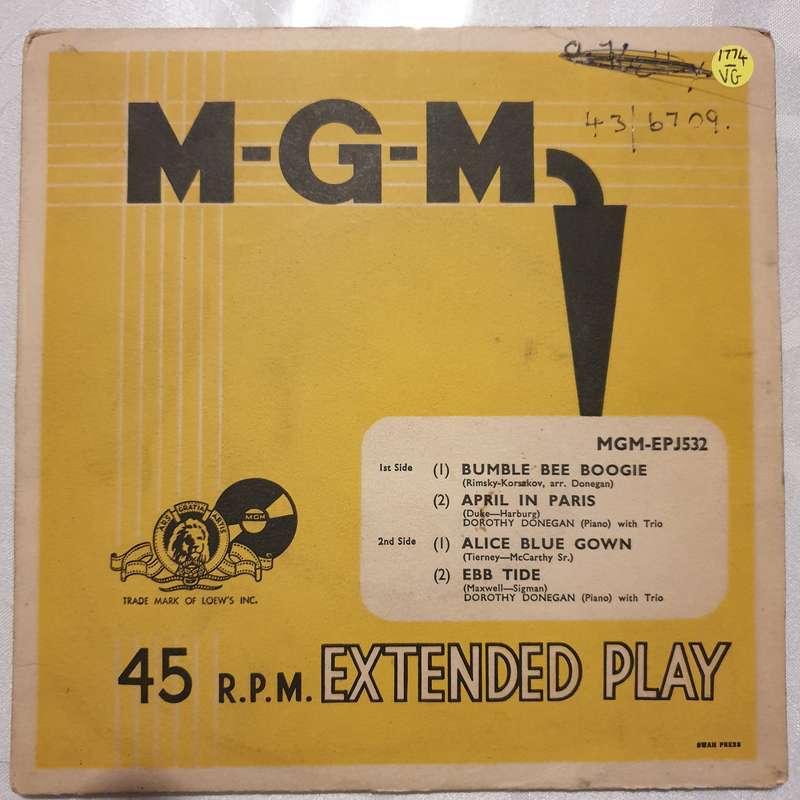 1774
VG
43/6709.
M-G-M
MGM-EPJ532
1st Side (1) BUMBLE BEE BOOGIE
(Rimsky-Korsakov, arr. Donegan)
(2) APRIL IN PARIS
(Duke—Harburg)
DOROTHY DONEGAN (Piano) with Trio
2nd Side (1) ALICE BLUE GOWN
(Tierney—McCarthy Sr.)
(2) EBB TIDE
(Maxwell—Sigman)
DOROTHY DONEGAN (Piano) with Trio
ARS GRATIA ARTIS
MGM
TRADE MARK OF LOEW'S INC.
45 R.P.M. EXTENDED PLAY
SWAN PRESS